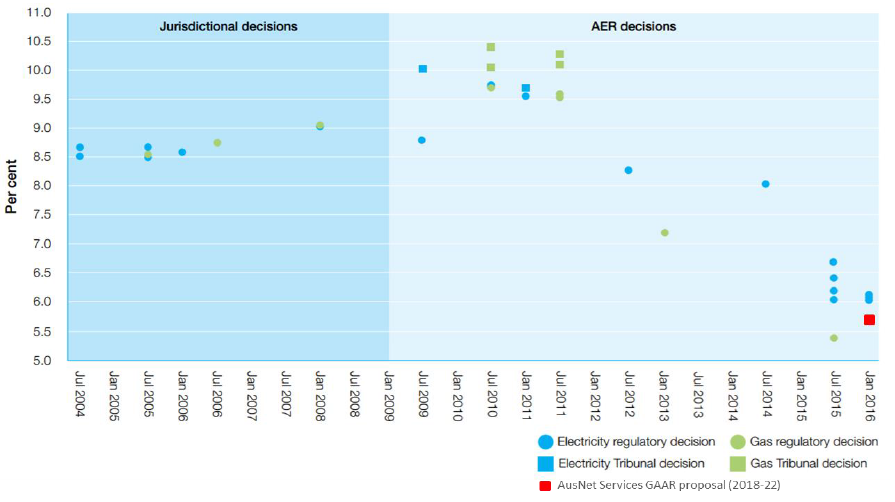 Jurisdictional decisions
AER decisions
Per cent
11.0
10.5
10.0
9.5
9.0
8.5
8.0
7.5
7.0
6.5
6.0
5.5
5.0
Jul 2004
Jan 2005
Jul 2005
Jan 2006
Jul 2006
Jan 2007
Jul 2007
Jan 2008
Jul 2008
Jan 2009
Jul 2009
Jan 2010
Jul 2010
Jan 2011
Jul 2011
Jan 2012
Jul 2012
Jan 2013
Jul 2013
Jan 2014
Jul 2014
Jan 2015
Jul 2015
Jan 2016
Electricity regulatory decision
Gas regulatory decision
Electricity Tribunal decision
Gas Tribunal decision
AusNet Services GAAR proposal (2018-22)